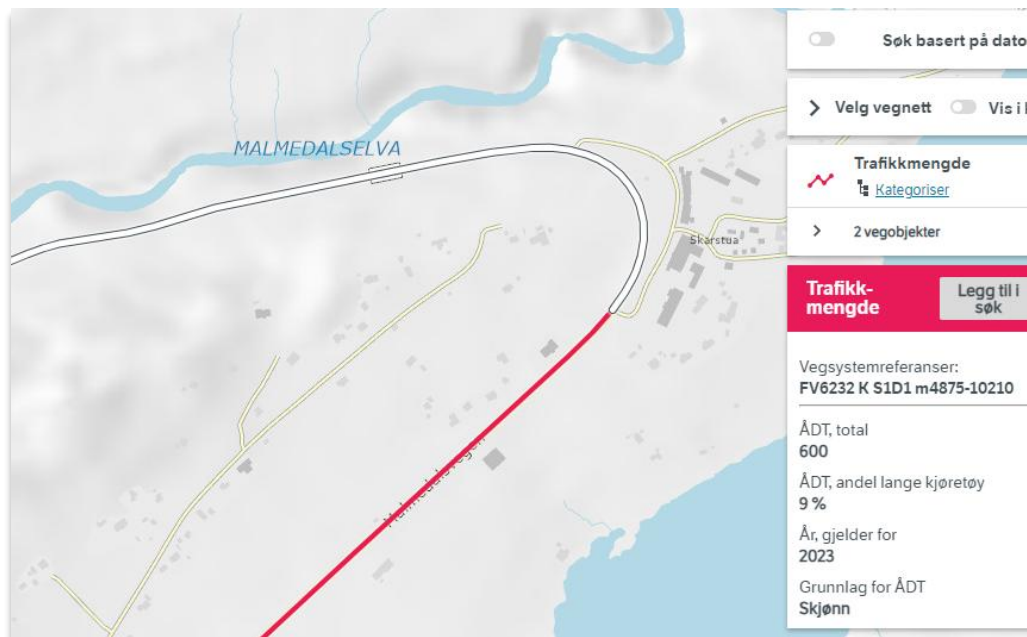 Søk basert på dato
Velg vegnett
Vis i
MALMEDALSELVA
Trafikkmengde
Kategoriser
2 vegobjekter
Skarstua
Trafikk-
mengde
Legg til i
søk
Vegsystemreferanser:
FV6232 K S1D1 m4875-10210
ÅDT, total
600
ÅDT, andel lange kjøretøy
9 %
År, gjelder for
2023
Grunnlag for ÅDT
Skjønn